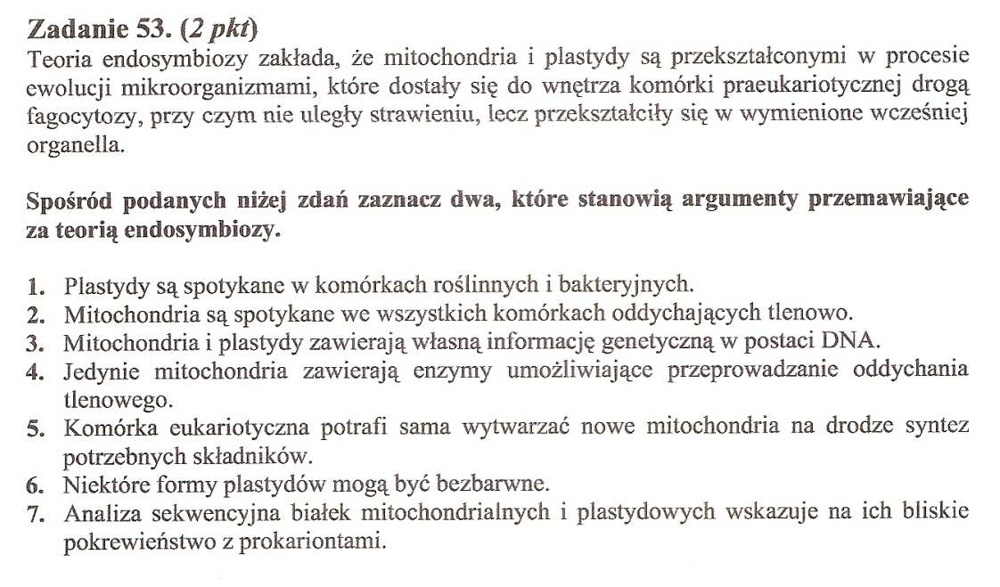 Zadanie 53. (2 pkt)
Teoria endosymbiozy zakłada, że mitochondria i plastydy są przekształconymi w procesie
ewolucji mikroorganizmami, które dostały się do wnętrza komórki praeukariotycznej drogą
fagocytozy, przy czym nie uległy strawieniu, lecz przekształciły się w wymienione wcześniej
organella.
Spośród podanych niżej zdań zaznacz dwa, które stanowią argumenty przemawiające
za teorią endosymbiozy.
1. Plastydy są spotykane w komórkach roślinnych i bakteryjnych.
2. Mitochondria są spotykane we wszystkich komórkach oddychających tlenowo.
3. Mitochondria i plastydy zawierają własną informację genetyczną w postaci DNA.
4. Jedynie mitochondria zawierają enzymy umożliwiające przeprowadzanie oddychania
tlenowego.
5. Komórka eukariotyczna potrafi sama wytwarzać nowe mitochondria na drodze syntez
potrzebnych składników.
6. Niektóre formy plastydów mogą być bezbarwne.
7. Analiza sekwencyjna białek mitochondrialnych i plastydowych wskazuje na ich bliskie
pokrewieństwo z prokariontami.